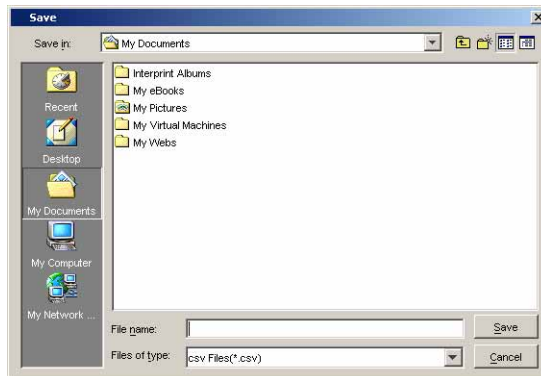 Save
Save in:
My Documents
Recent
Desktop
My Documents
My Computer
My Network ...
Interprint Albums
My eBooks
My Pictures
My Virtual Machines
My Webs
File name:
Save
Files of type:
csv Files(*.csv)
Cancel